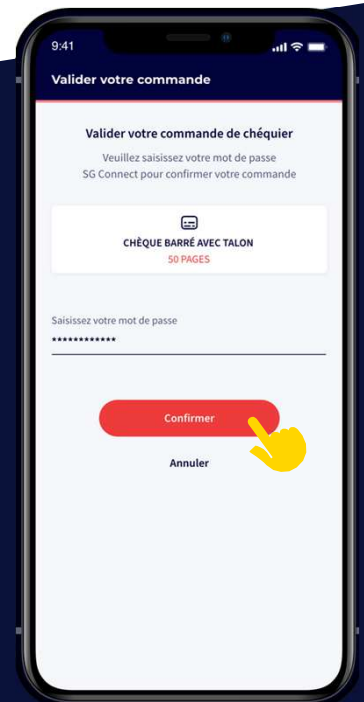 9:41
Valider votre commande
Valider votre commande de chéquier
Veuillez saisissez votre mot de passe
SG Connect pour confirmer votre commande
CHÈQUE BARRÉ AVEC TALON
50 PAGES
Saisissez votre mot de passe
************
Confirmer
Annuler